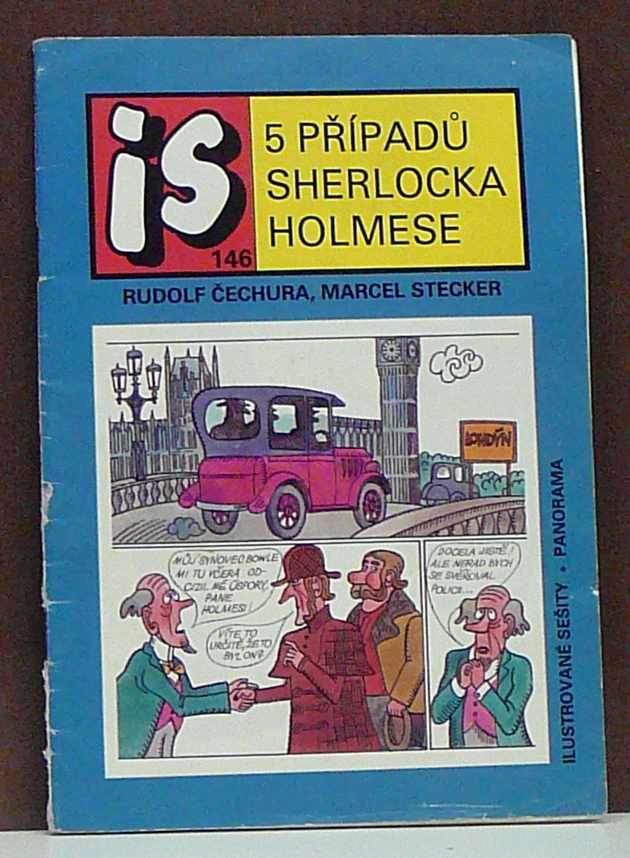 is
146
5 PŘÍPADŮ
SHERLOCKA
HOLMESE
RUDOLF ČECHURA, MARCEL STECKER
LONDÝN
MŮJ SYNOVEC BOWLE
MI TU VČERA OD-
CIZIL MÉ ÚSPORY,
PANE
HOLMESI!
VÍTE TO
URČITĚ, ŽE TO
BYL ON?
DOCELA JISTĚ!
ALE NERAD BYCH
SE SVĚŘOVAL
POLICII...
ILUSTROVANÉ SEŠITY • PANORAMA